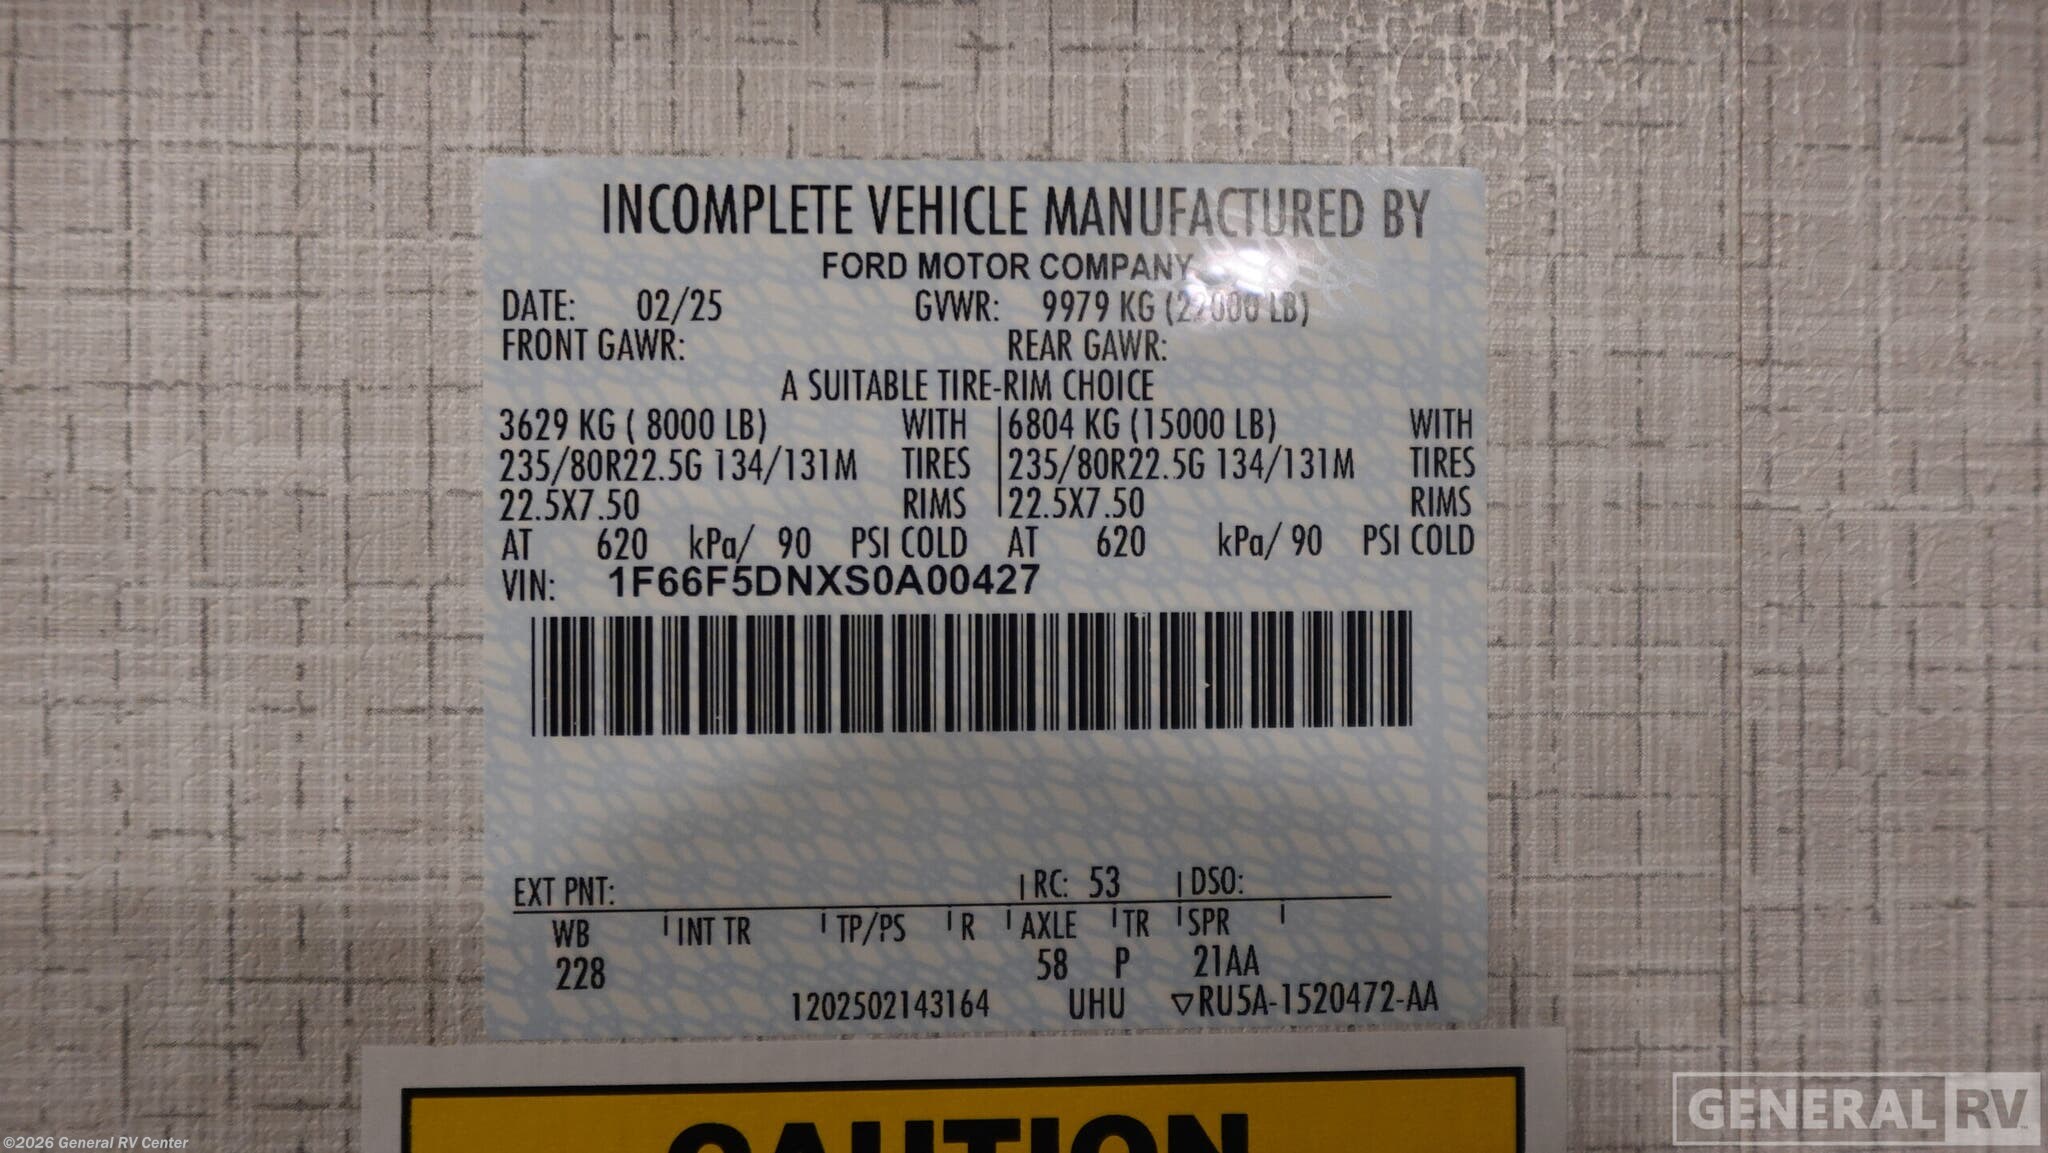 INCOMPLETE VEHICLE MANUFACTURED BY
FORD MOTOR COMPANY
DATE: 02/25 GVWR: 9979 KG (22000 LB)
FRONT GAWR: REAR GAWR:
A SUITABLE TIRE-RIM CHOICE
3629 KG ( 8000 LB) WITH | 6804 KG (15000 LB) WITH
235/80R22.5G 134/131M TIRES | 235/80R22.5G 134/131M TIRES
22.5X7.50 RIMS | 22.5X7.50 RIMS
AT 620 kPa/ 90 PSI COLD AT 620 kPa/ 90 PSI COLD
VIN: 1F66F5DNXS0A00427
EXT PNT: | RC: 53 | DSO:
WB | INT TR | TP/PS | R | AXLE | TR | SPR |
228 58 P 21AA
1202502143164 UHU ▽RU5A-1520472-AA
CAUTION
GENERAL RV
©2026 General RV Center